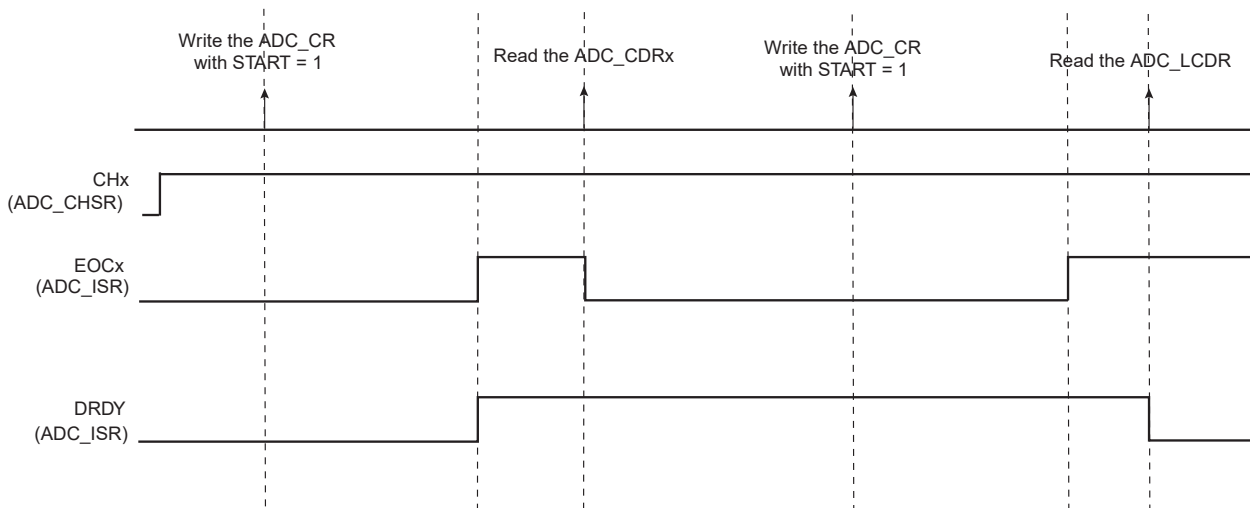 Write the ADC_CR
with START = 1
Read the ADC_CDRx
Write the ADC_CR
with START = 1
Read the ADC_LCDR
CHx
(ADC_CHSR)
EOCx
(ADC_ISR)
DRDY
(ADC_ISR)